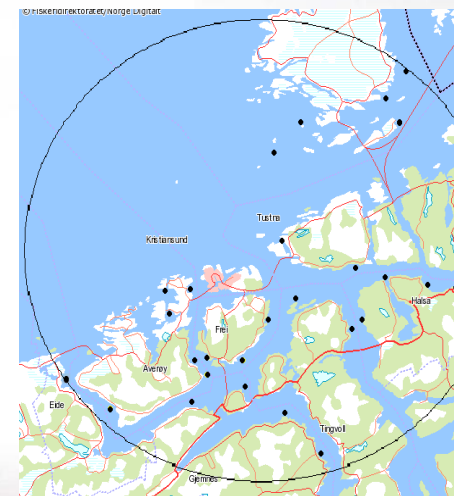 © Fiskeridirektoratet/Norge Digitalt
Tustna
Kristiansund
Halsa
Frei
Averøy
Eide
Tingvoll
Gjemnes